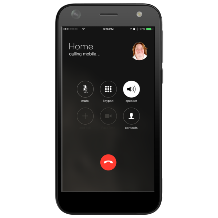 Home
calling mobile...
mute
keypad
speaker
contacts